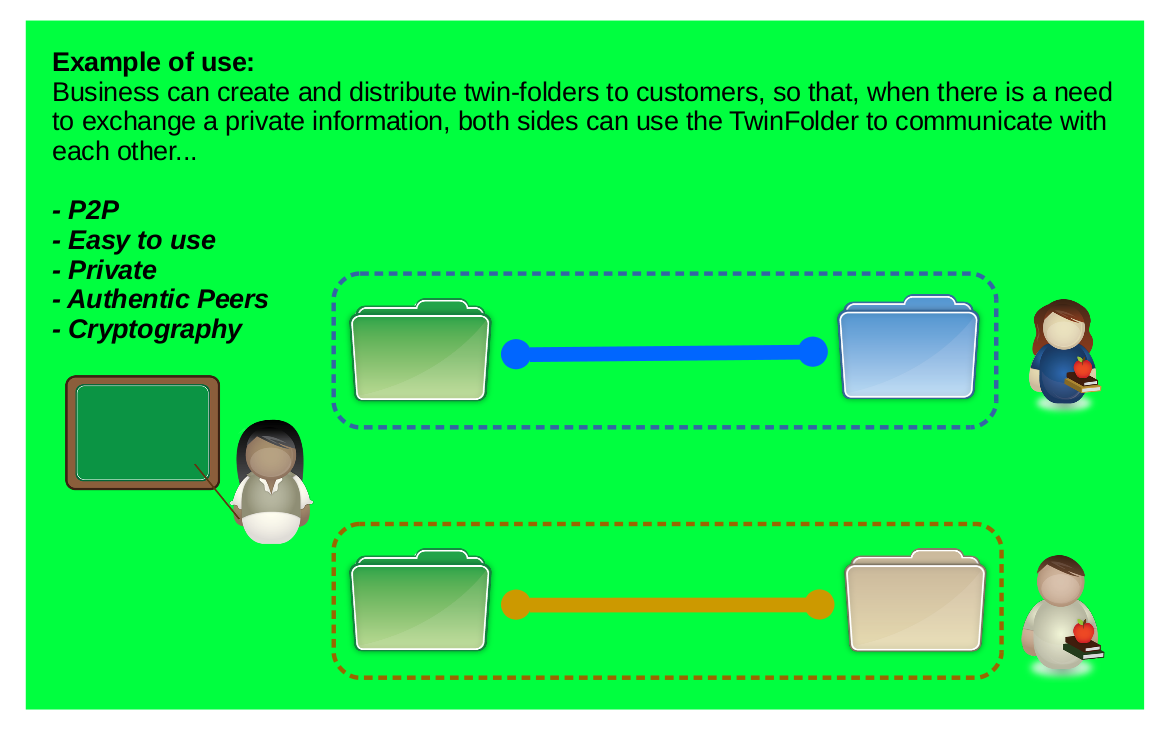 Example of use:
Business can create and distribute twin-folders to customers, so that, when there is a need
to exchange a private information, both sides can use the TwinFolder to communicate with
each other...
- P2P
- Easy to use
- Private
- Authentic Peers
- Cryptography